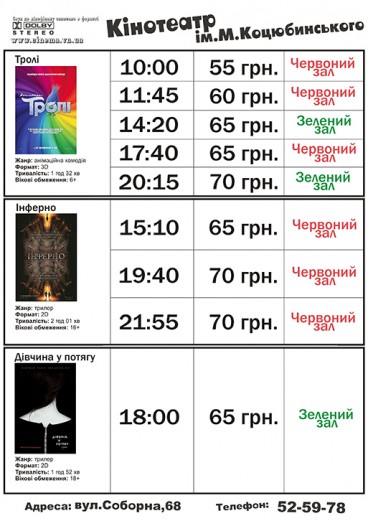 DOLBY
STEREO
www.cinema.vn.ua
Кінотеатр
ім.М.Коцюбинського
Тролі
ТРОЛІ
Жанр: анімаційна комедія
Формат: 3D
Тривалість: 1 год 32 хв
Вікові обмеження: 6+
10:00 55 грн. Червоний зал
11:45 60 грн. Червоний зал
14:20 65 грн. Зелений зал
17:40 65 грн. Червоний зал
20:15 70 грн. Зелений зал
Інферно
ІНФЕРНО
Жанр: трилер
Формат: 2D
Тривалість: 2 год 01 хв
Вікові обмеження: 16+
15:10 65 грн. Червоний зал
19:40 70 грн. Червоний зал
21:55 70 грн. Червоний зал
Дівчина у потягу
Жанр: трилер
Формат: 2D
Тривалість: 1 год 52 хв
Вікові обмеження: 18+
18:00 65 грн. Зелений зал
Адреса: вул.Соборна,68 Телефон: 52-59-78